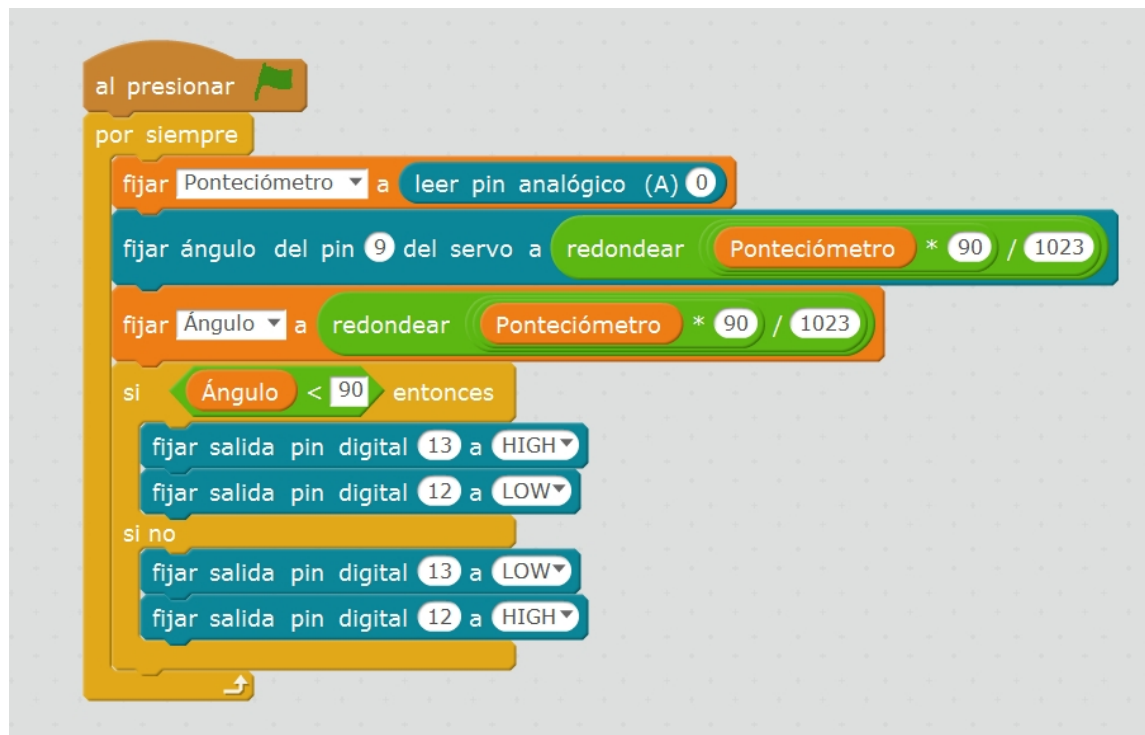 al presionar
por siempre
fijar Ponteciómetro a leer pin analógico (A) 0
fijar ángulo del pin 9 del servo a redondear Ponteciómetro * 90 / 1023
fijar Ángulo a redondear Ponteciómetro * 90 / 1023
si Ángulo < 90 entonces
fijar salida pin digital 13 a HIGH
fijar salida pin digital 12 a LOW
si no
fijar salida pin digital 13 a LOW
fijar salida pin digital 12 a HIGH